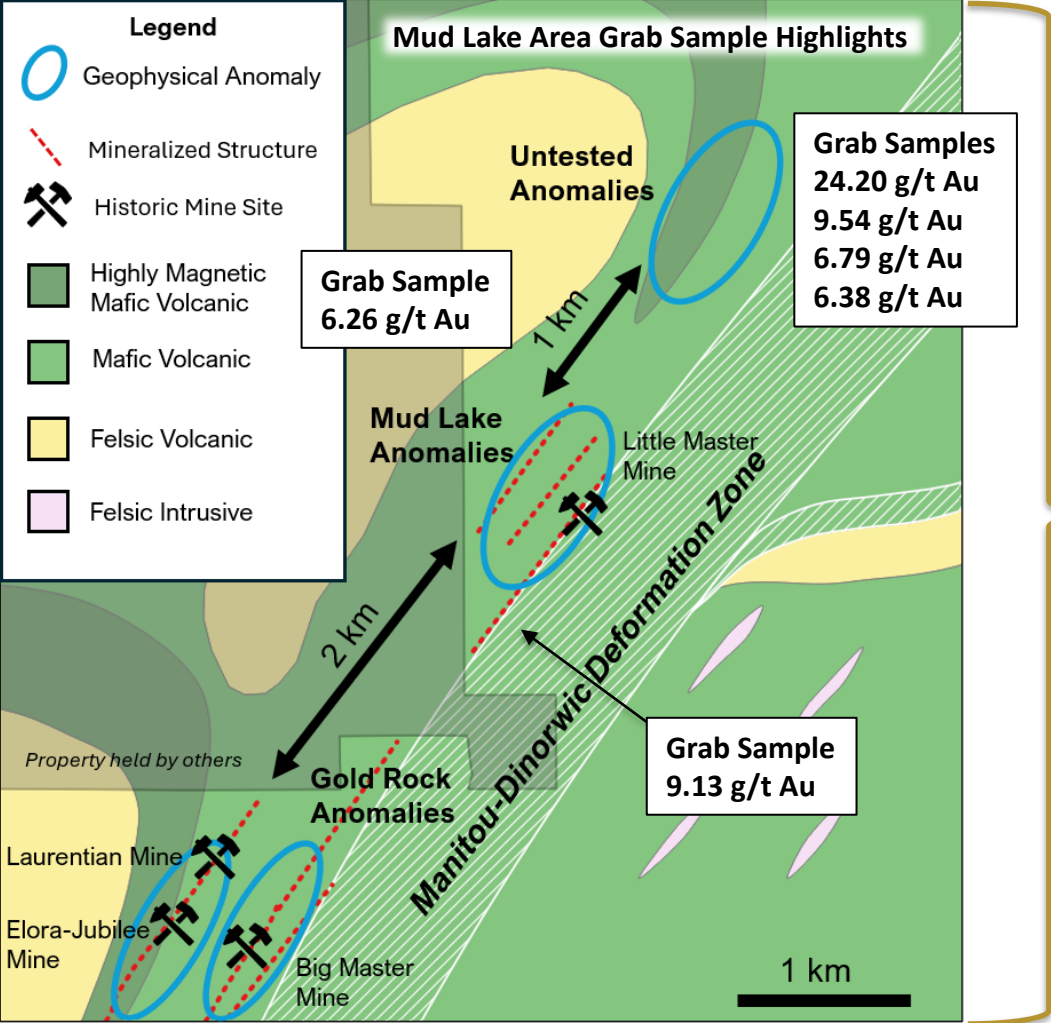 Mud Lake Area Grab Sample Highlights
Legend
Geophysical Anomaly
Mineralized Structure
Historic Mine Site
Highly Magnetic
Mafic Volcanic
Mafic Volcanic
Felsic Volcanic
Felsic Intrusive
Untested
Anomalies
Grab Samples
24.20 g/t Au
9.54 g/t Au
6.79 g/t Au
6.38 g/t Au
Grab Sample
6.26 g/t Au
1 km
Mud Lake
Anomalies
Little Master
Mine
Manitou-Dinorwic Deformation Zone
2 km
Grab Sample
9.13 g/t Au
Property held by others
Gold Rock
Anomalies
Laurentian Mine
Elora-Jubilee
Mine
Big Master
Mine
1 km